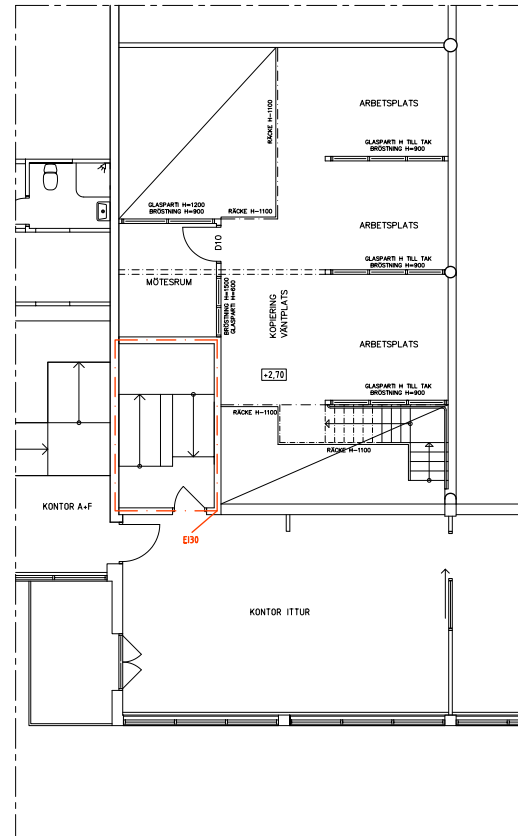 ARBETSPLATS
RÄCKE H=1100
GLASPARTI H TILL TAK
BRÖSTNING H=900
GLASPARTI H=1200
BRÖSTNING H=900
RÄCKE H=1100
ARBETSPLATS
D10
GLASPARTI H TILL TAK
BRÖSTNING H=900
MÖTESRUM
BRÖSTNING H=1500
GLASPARTI H=600
KOPIERING
VÄNTPLATS
ARBETSPLATS
+2,70
GLASPARTI H TILL TAK
BRÖSTNING H=900
RÄCKE H=1100
RÄCKE H=1100
KONTOR A+F
EI30
KONTOR ITTUR